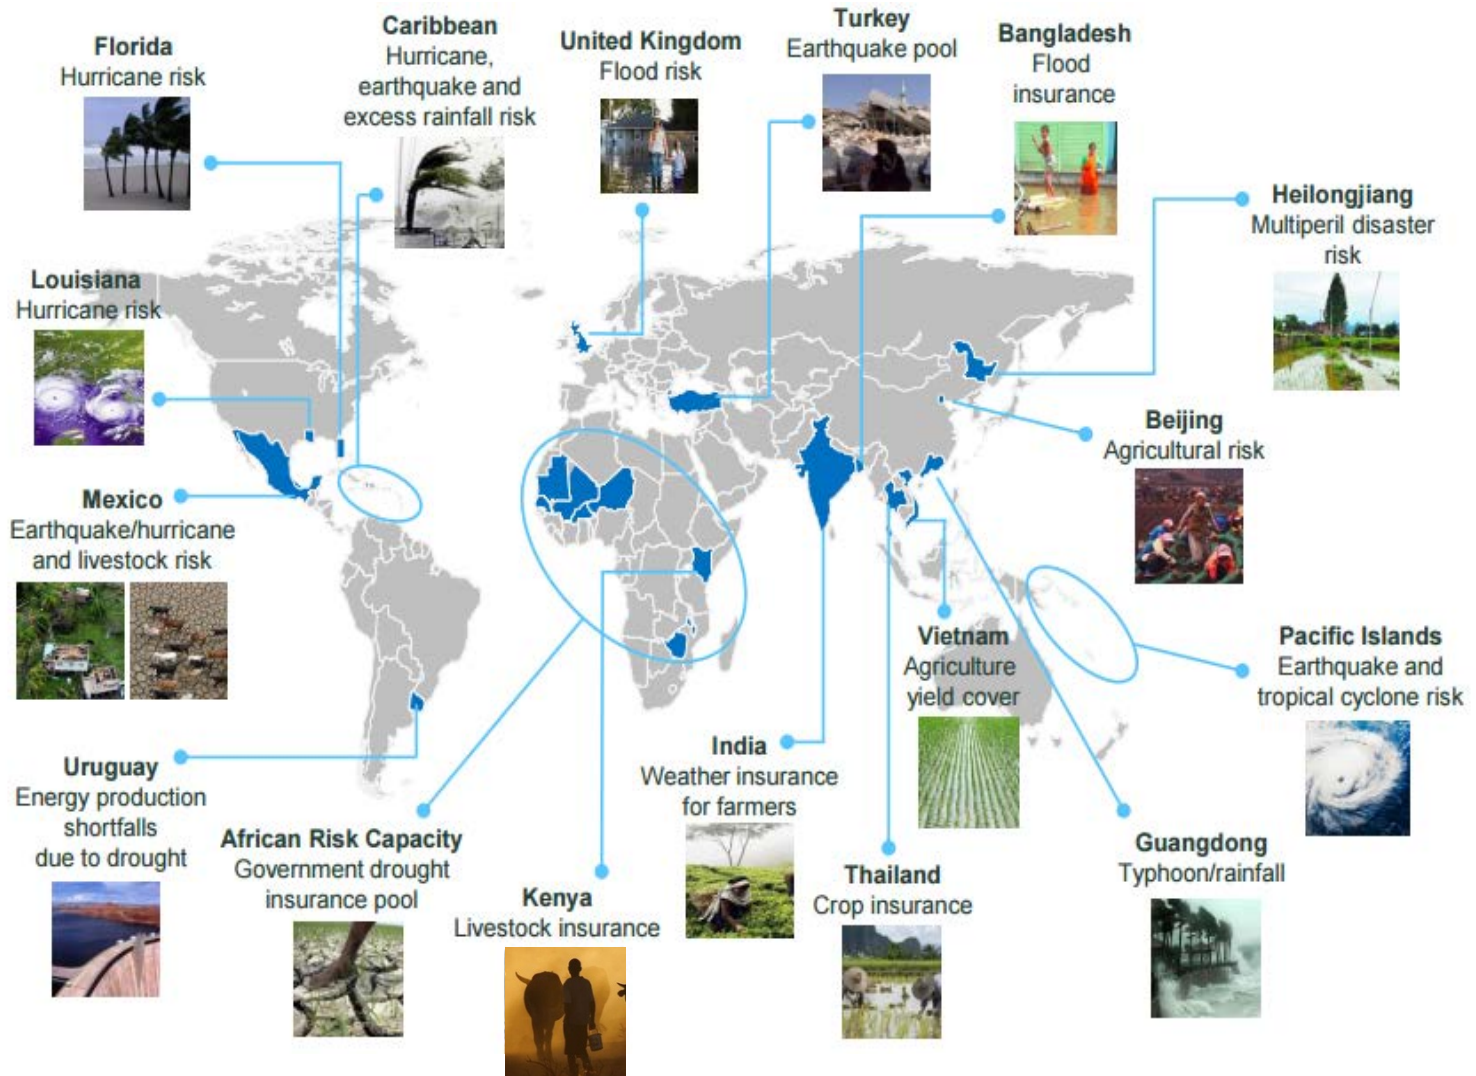 Florida
Hurricane risk
Caribbean
Hurricane,
earthquake and
excess rainfall risk
United Kingdom
Flood risk
Turkey
Earthquake pool
Bangladesh
Flood
insurance
Heilongjiang
Multiperil disaster
risk
Louisiana
Hurricane risk
Beijing
Agricultural risk
Mexico
Earthquake/hurricane
and livestock risk
Vietnam
Agriculture
yield cover
Pacific Islands
Earthquake and
tropical cyclone risk
Uruguay
Energy production
shortfalls
due to drought
India
Weather insurance
for farmers
African Risk Capacity
Government drought
insurance pool
Kenya
Livestock insurance
Thailand
Crop insurance
Guangdong
Typhoon/rainfall